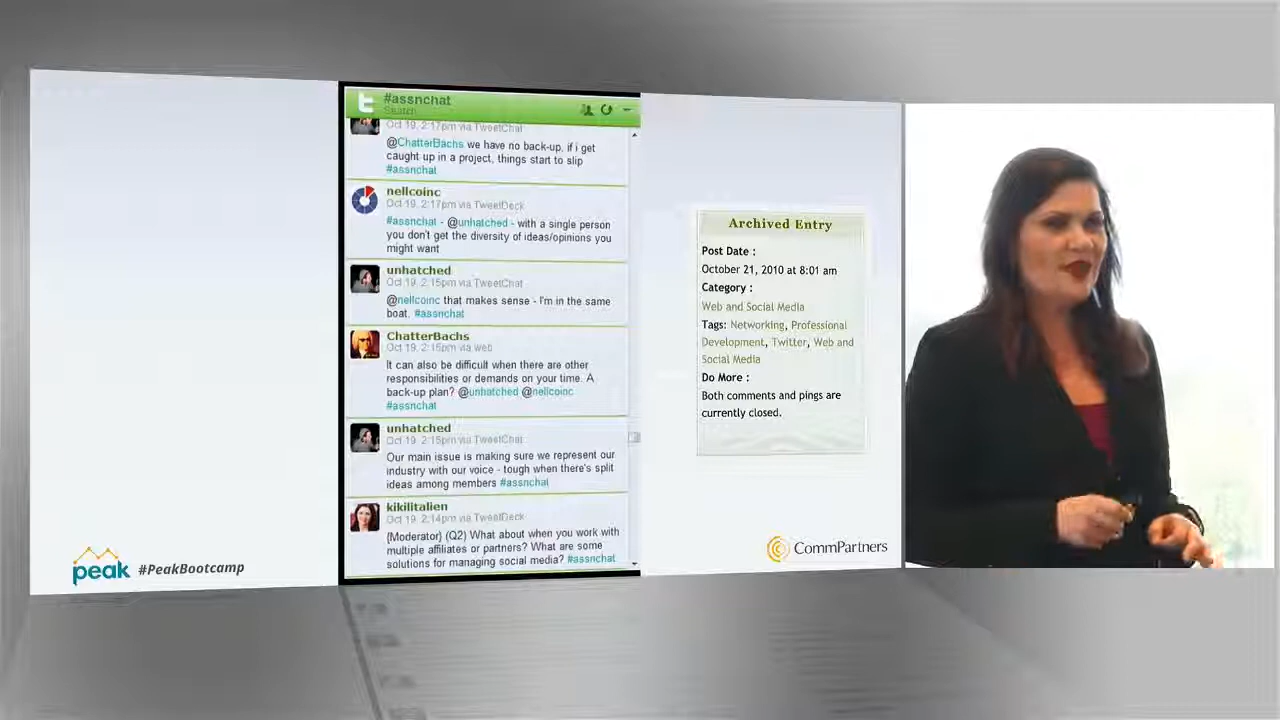 #assnchat
Search
Oct 19, 2:17pm via TweetChat
@ChatterBachs we have no back-up, if i get
caught up in a project, things start to slip
#assnchat
nellcoinc
Oct 19, 2:17pm via TweetDeck
#assnchat - @unhatched - with a single person
you don't get the diversity of ideas/opinions you
might want
unhatched
Oct 19, 2:15pm via TweetChat
@nellcoinc that makes sense - I'm in the same
boat. #assnchat
ChatterBachs
Oct 19, 2:15pm via web
It can also be difficult when there are other
responsibilities or demands on your time. A
back-up plan? @unhatched @nellcoinc
#assnchat
unhatched
Oct 19, 2:15pm via TweetChat
Our main issue is making sure we represent our
industry with our voice - tough when there's split
ideas among members #assnchat
kikilitalien
Oct 19, 2:14pm via TweetDeck
{Moderator} (Q2) What about when you work with
multiple affiliates or partners? What are some
solutions for managing social media? #assnchat
Archived Entry
Post Date :
October 21, 2010 at 8:01 am
Category :
Web and Social Media
Tags: Networking, Professional
Development, Twitter, Web and
Social Media
Do More :
Both comments and pings are
currently closed.
peak #PeakBootcamp
CommPartners